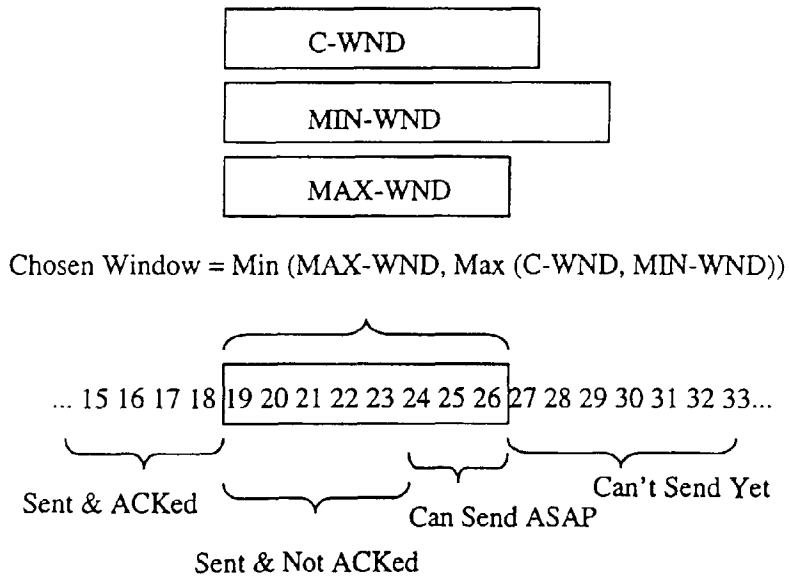 C-WND
MIN-WND
MAX-WND
Chosen Window = Min (MAX-WND, Max (C-WND, MIN-WND))
... 15 16 17 18 19 20 21 22 23 24 25 26 27 28 29 30 31 32 33...
Sent & ACKed
Can Send ASAP
Can't Send Yet
Sent & Not ACKed